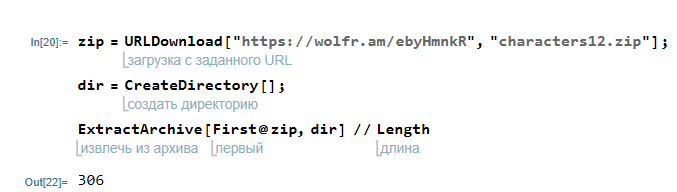 In[20]:= zip = URLDownload["https://wolfr.am/ebyHmnkR", "characters12.zip"];
загрузка с заданного URL
dir = CreateDirectory[];
создать директорию
ExtractArchive[First@zip, dir] // Length
извлечь из архива первый длина
Out[22]= 306